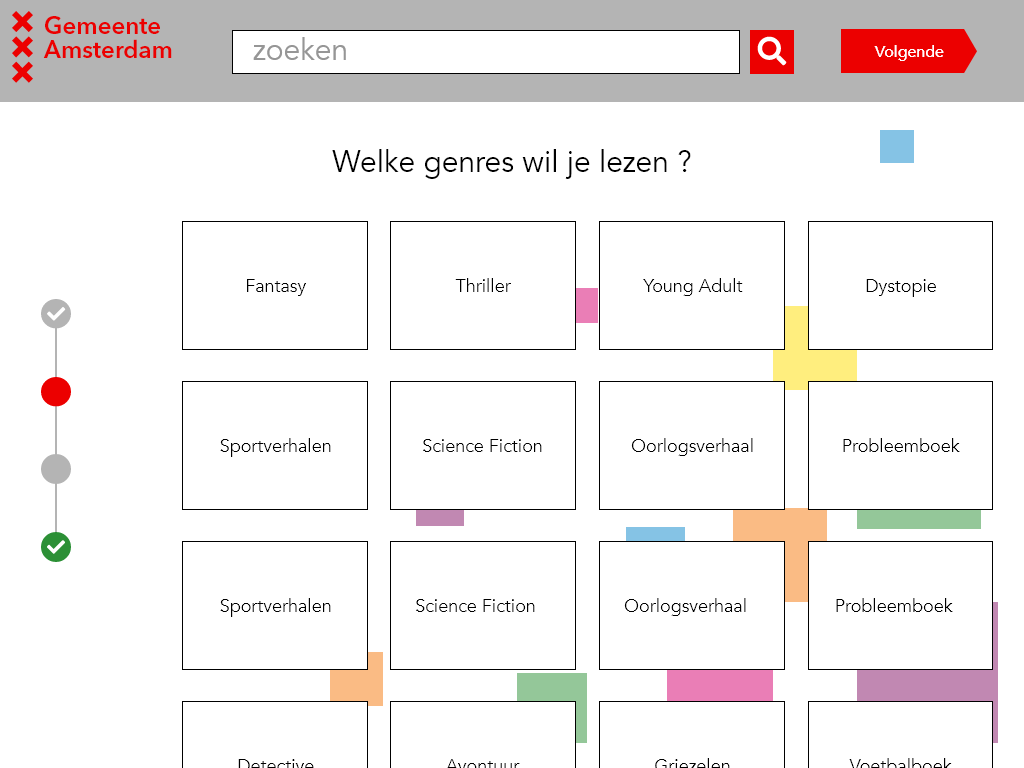 Gemeente
Amsterdam
zoeken
Volgende
Welke genres wil je lezen ?
Fantasy
Thriller
Young Adult
Dystopie
Sportverhalen
Science Fiction
Oorlogsverhaal
Probleemboek
Sportverhalen
Science Fiction
Oorlogsverhaal
Probleemboek
Detective
Avontuur
Griezelen
Voetbalboek